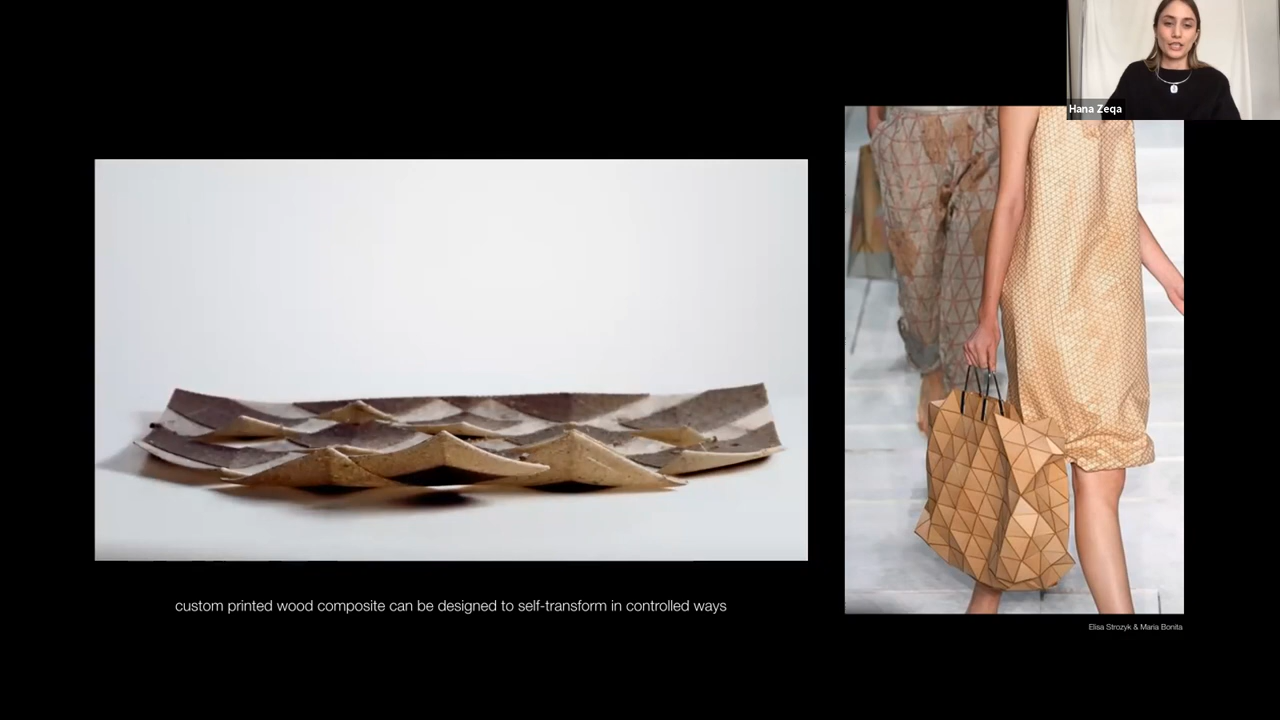 Hana Zeqa
custom printed wood composite can be designed to self-transform in controlled ways
Elisa Strozyk & Maria Bonita